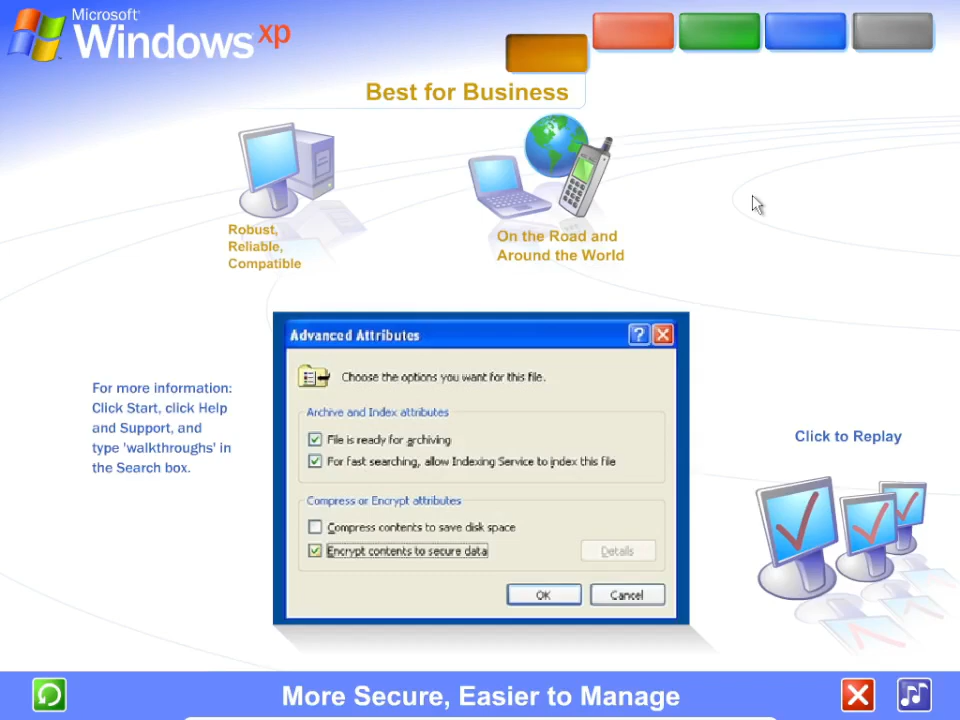 Microsoft®
Windows xp
Best for Business
Robust,
Reliable,
Compatible
On the Road and
Around the World
Advanced Attributes
Choose the options you want for this file.
Archive and Index attributes
File is ready for archiving
For fast searching, allow Indexing Service to index this file
Compress or Encrypt attributes
Compress contents to save disk space
Encrypt contents to secure data
Details
OK
Cancel
For more information:
Click Start, click Help
and Support, and
type 'walkthroughs' in
the Search box.
Click to Replay
More Secure, Easier to Manage